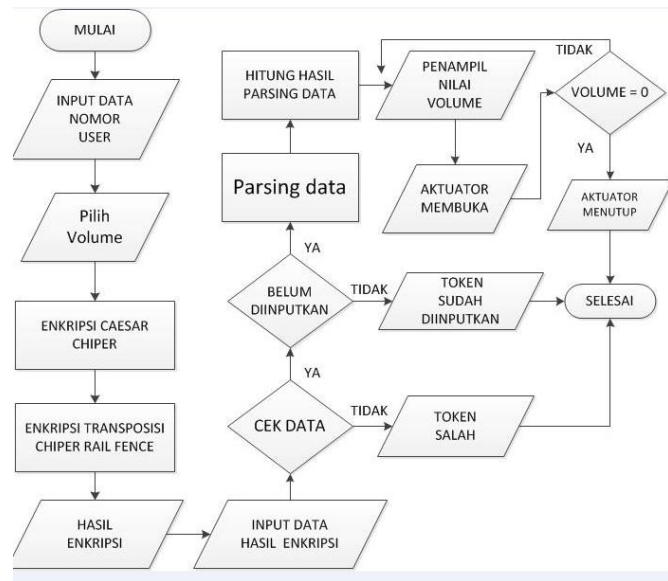 MULAI
INPUT DATA
NOMOR
USER
Pilih
Volume
ENKRIPSI CAESAR
CHIPER
ENKRIPSI TRANSPOSISI
CHIPER RAIL FENCE
HASIL
ENKRIPSI
INPUT DATA
HASIL ENKRIPSI
CEK DATA
TIDAK
TOKEN
SALAH
YA
BELUM
DIINPUTKAN
TIDAK
TOKEN
SUDAH
DIINPUTKAN
YA
Parsing data
HITUNG HASIL
PARSING DATA
PENAMPIL
NILAI
VOLUME
AKTUATOR
MEMBUKA
VOLUME = 0
TIDAK
YA
AKTUATOR
MENUTUP
SELESAI